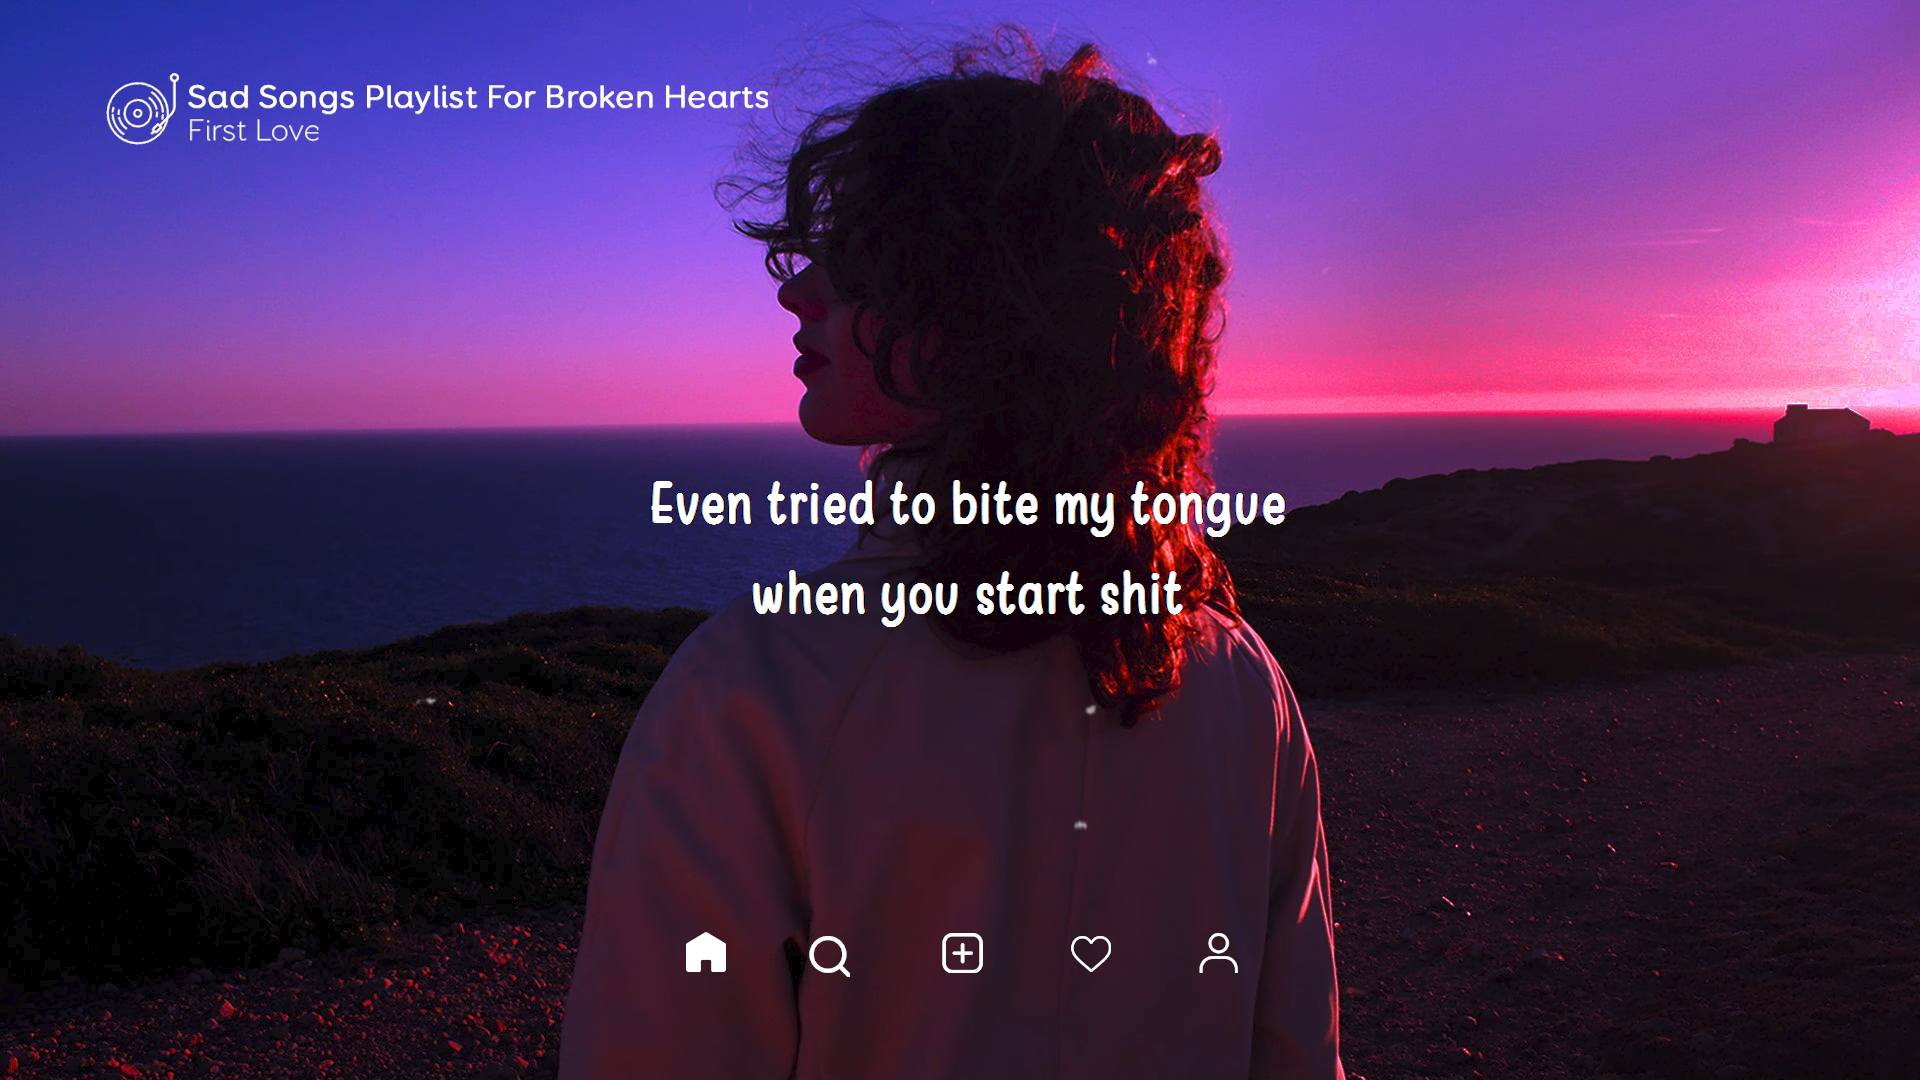 Sad Songs Playlist For Broken Hearts
First Love
Even tried to bite my tongue
when you start shit